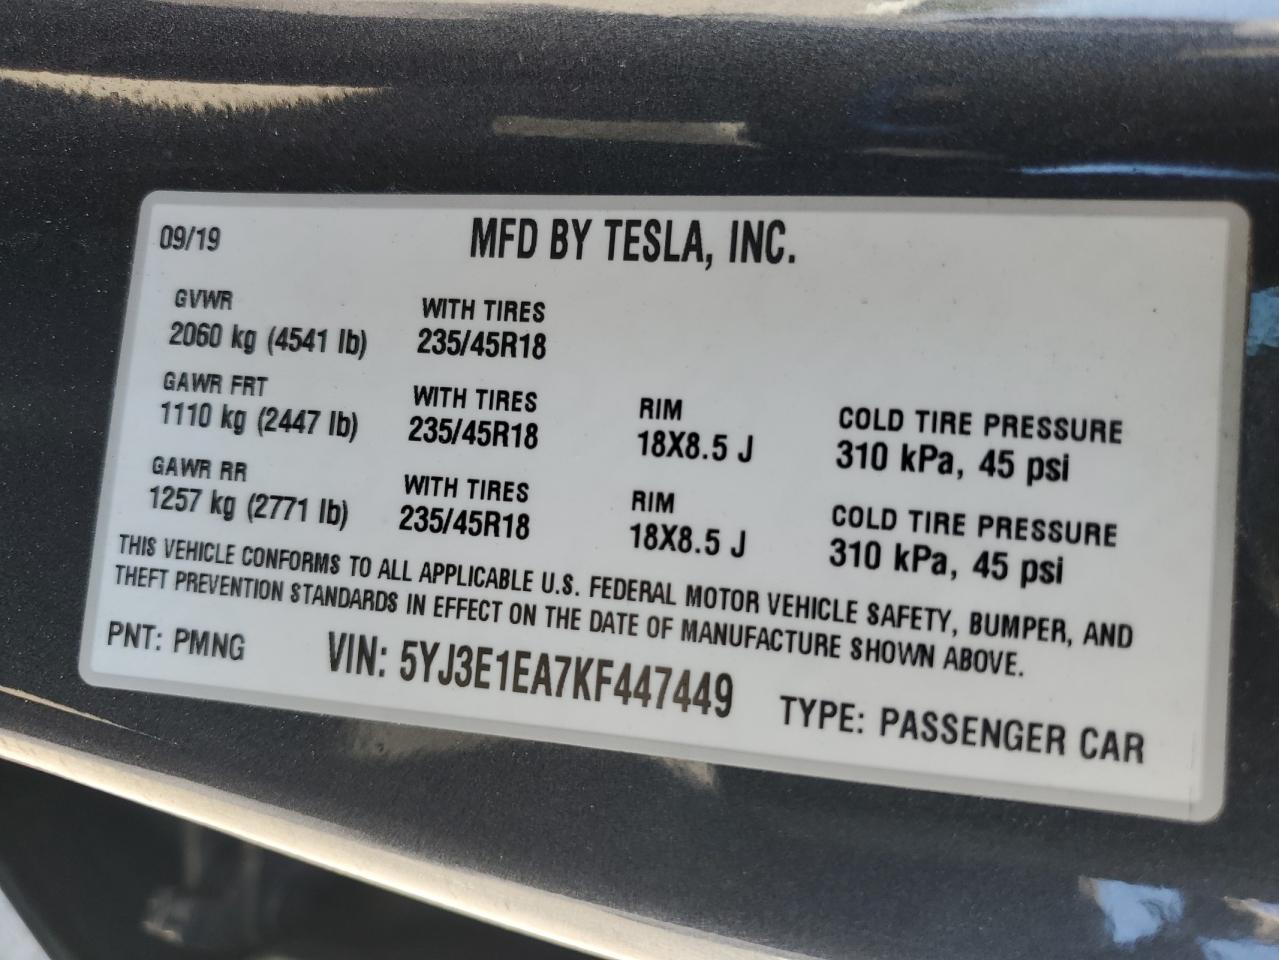 09/19 MFD BY TESLA, INC.
GVWR WITH TIRES
2060 kg (4541 lb) 235/45R18
GAWR FRT WITH TIRES RIM COLD TIRE PRESSURE
1110 kg (2447 lb) 235/45R18 18X8.5 J 310 kPa, 45 psi
GAWR RR WITH TIRES RIM COLD TIRE PRESSURE
1257 kg (2771 lb) 235/45R18 18X8.5 J 310 kPa, 45 psi
THIS VEHICLE CONFORMS TO ALL APPLICABLE U.S. FEDERAL MOTOR VEHICLE SAFETY, BUMPER, AND
THEFT PREVENTION STANDARDS IN EFFECT ON THE DATE OF MANUFACTURE SHOWN ABOVE.
PNT: PMNG VIN: 5YJ3E1EA7KF447449 TYPE: PASSENGER CAR